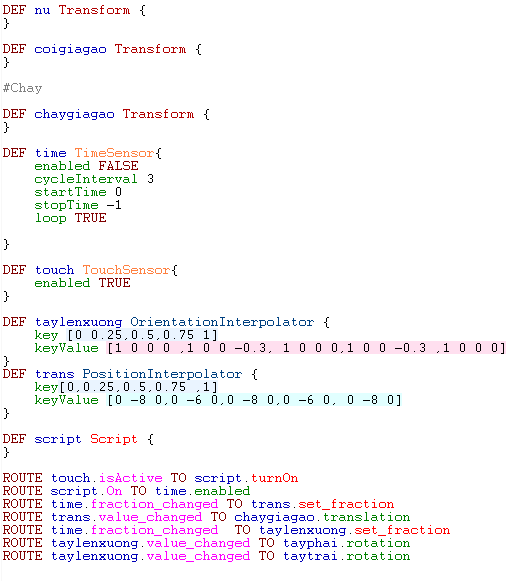 DEF nu Transform {
}
DEF coigiagao Transform {
}
#Chay
DEF chaygiagao Transform {
}
DEF time TimeSensor{
enabled FALSE
cycleInterval 3
startTime 0
stopTime -1
loop TRUE
}
DEF touch TouchSensor{
enabled TRUE
}
DEF taylenxuong OrientationInterpolator {
key [0 0.25,0.5,0.75 1]
keyValue [1 0 0 0 ,1 0 0 -0.3, 1 0 0 0,1 0 0 -0.3 ,1 0 0 0]
}
DEF trans PositionInterpolator {
key[0,0.25,0.5,0.75 ,1]
keyValue [0 -8 0,0 -6 0,0 -8 0,0 -6 0, 0 -8 0]
}
DEF script Script {
}
ROUTE touch.isActive TO script.turnOn
ROUTE script.On TO time.enabled
ROUTE time.fraction_changed TO trans.set_fraction
ROUTE trans.value_changed TO chaygiagao.translation
ROUTE time.fraction_changed  TO taylenxuong.set_fraction
ROUTE taylenxuong.value_changed TO tayphai.rotation
ROUTE taylenxuong.value_changed TO taytrai.rotation